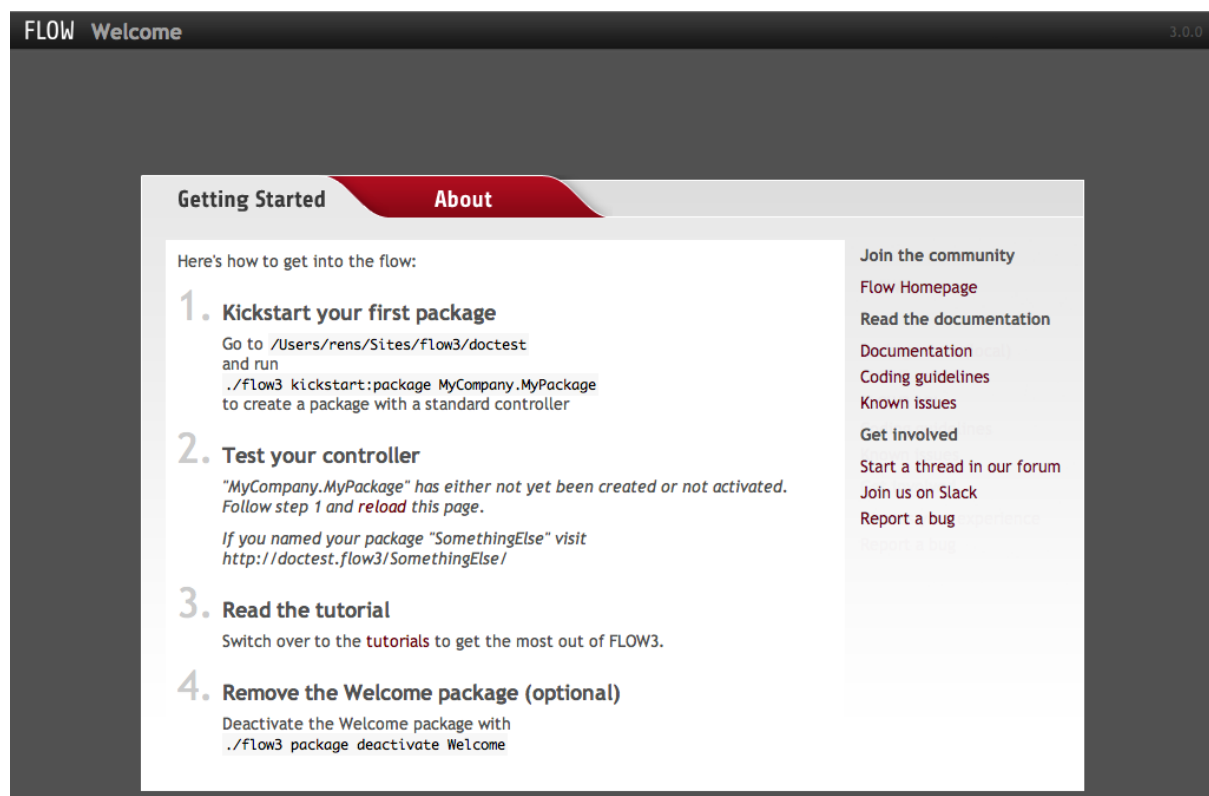 FLOW Welcome
3.0.0
Getting Started
About
Here's how to get into the flow:
1. Kickstart your first package
Go to /Users/rens/Sites/flow3/doctest
and run
./flow3 kickstart:package MyCompany.MyPackage
to create a package with a standard controller
2. Test your controller
"MyCompany.MyPackage" has either not yet been created or not activated.
Follow step 1 and reload this page.
If you named your package "SomethingElse" visit
http://doctest.flow3/SomethingElse/
3. Read the tutorial
Switch over to the tutorials to get the most out of FLOW3.
4. Remove the Welcome package (optional)
Deactivate the Welcome package with
./flow3 package deactivate Welcome
Join the community
Flow Homepage
Read the documentation
Documentation
Coding guidelines
Known issues
Get involved
Start a thread in our forum
Join us on Slack
Report a bug
Report a bug